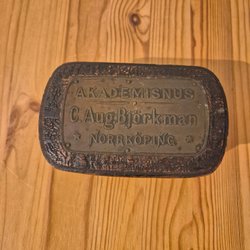 AKADEMISNUS
C. Aug. Björkman
NORRKÖPING.